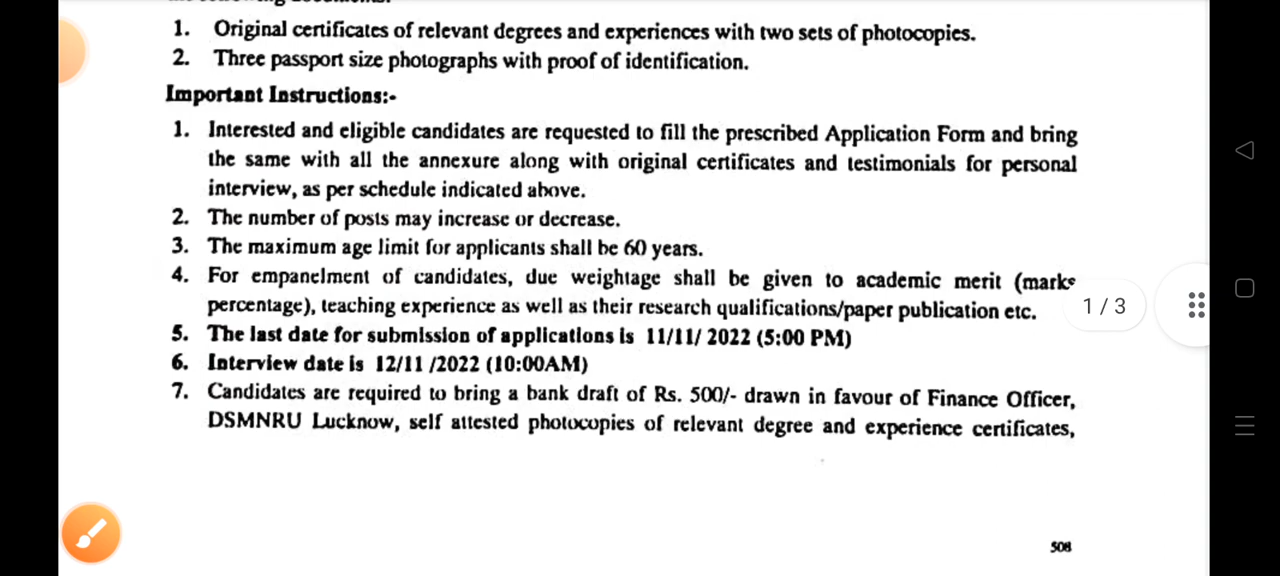 1. Original certificates of relevant degrees and experiences with two sets of photocopies.
2. Three passport size photographs with proof of identification.
Important Instructions:-
1. Interested and eligible candidates are requested to fill the prescribed Application Form and bring
the same with all the annexure along with original certificates and testimonials for personal
interview, as per schedule indicated above.
2. The number of posts may increase or decrease.
3. The maximum age limit for applicants shall be 60 years.
4. For empanelment of candidates, due weightage shall be given to academic merit (marks
percentage), teaching experience as well as their research qualifications/paper publication etc.
1 / 3
5. The last date for submission of applications is 11/11/ 2022 (5:00 PM)
6. Interview date is 12/11 /2022 (10:00AM)
7. Candidates are required to bring a bank draft of Rs. 500/- drawn in favour of Finance Officer,
DSMNRU Lucknow, self attested photocopies of relevant degree and experience certificates,
508